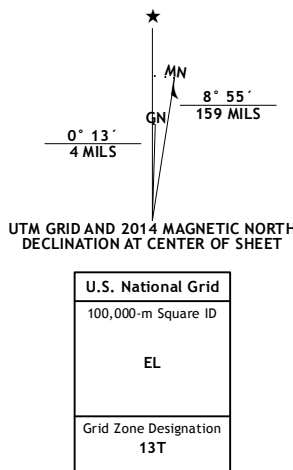 MN
GN
8° 55´
159 MILS
0° 13´
4 MILS
UTM GRID AND 2014 MAGNETIC NORTH
DECLINATION AT CENTER OF SHEET
U.S. National Grid
100,000-m Square ID
EL
Grid Zone Designation
13T